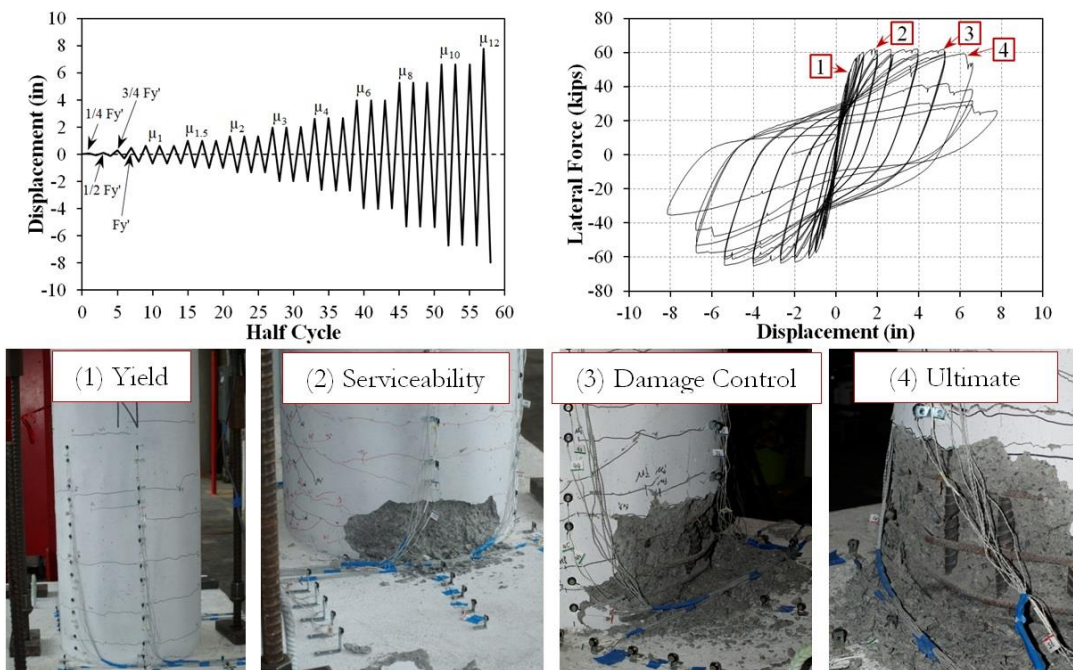 10
8
6
4
2
0
-2
-4
-6
-8
-10
Displacement (in)
1/4 Fy'
3/4 Fy'
1/2 Fy'
Fy'
μ1
μ1.5
μ2
μ3
μ4
μ6
μ8
μ10
μ12
0 5 10 15 20 25 30 35 40 45 50 55 60
Half Cycle
80
60
40
20
0
-20
-40
-60
-80
Lateral Force (kips)
1
2
3
4
-10 -8 -6 -4 -2 0 2 4 6 8 10
Displacement (in)
(1) Yield
(2) Serviceability
(3) Damage Control
(4) Ultimate
N